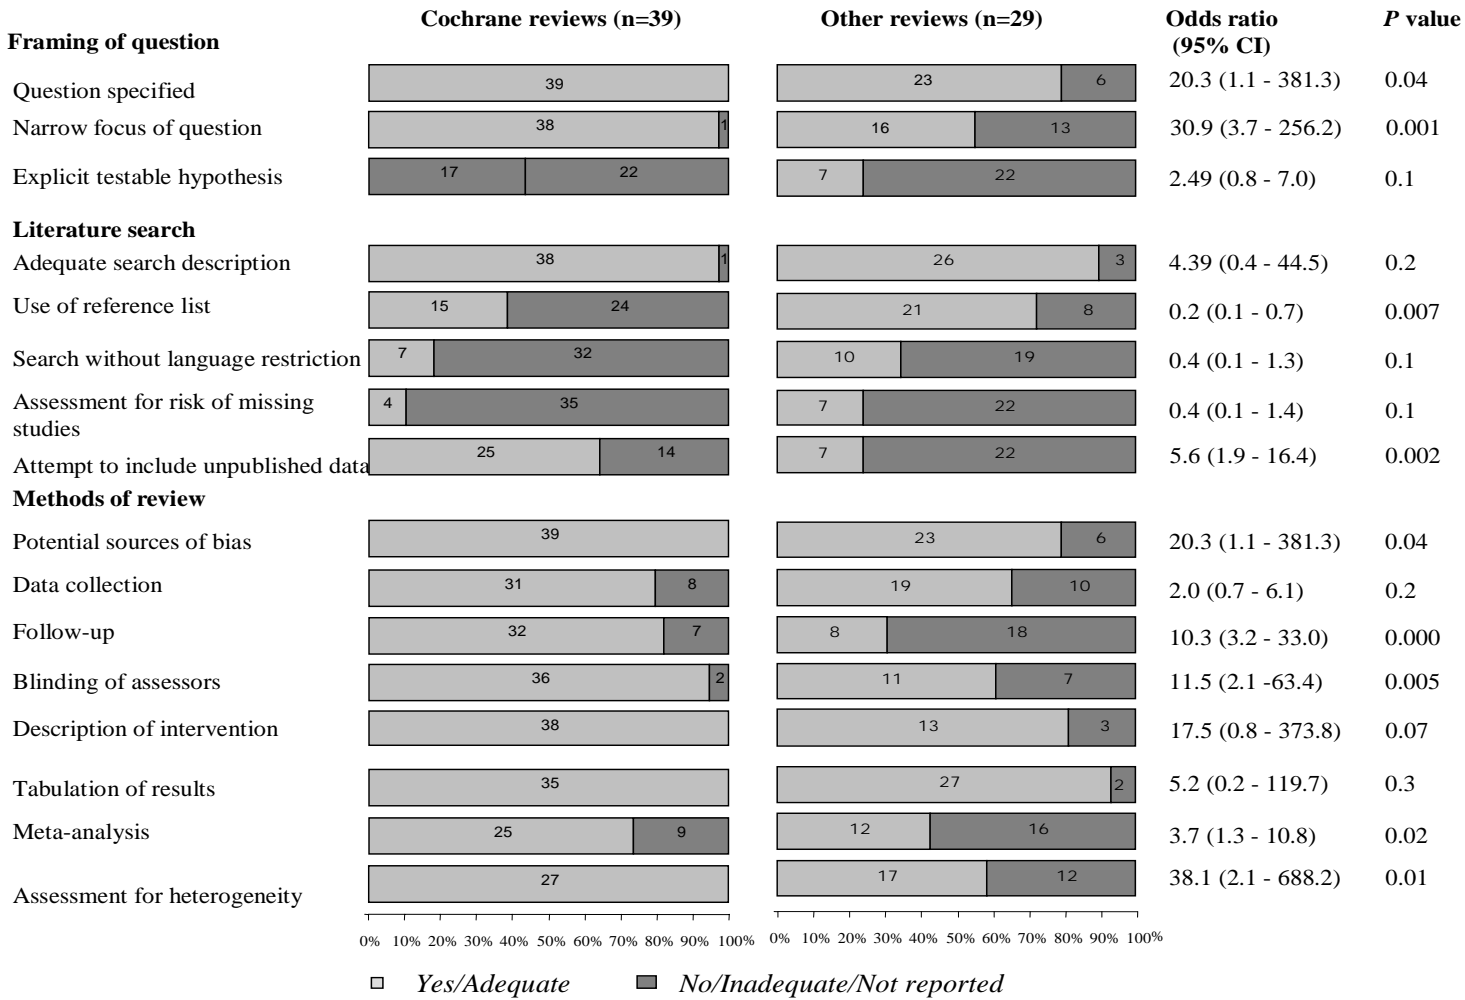 Cochrane reviews (n=39) Other reviews (n=29) Odds ratio P value
Framing of question (95% CI)
Question specified 39 23 6 20.3 (1.1 - 381.3) 0.04
Narrow focus of question 38 1 16 13 30.9 (3.7 - 256.2) 0.001
Explicit testable hypothesis 17 22 7 22 2.49 (0.8 - 7.0) 0.1
Literature search
Adequate search description 38 1 26 3 4.39 (0.4 - 44.5) 0.2
Use of reference list 15 24 21 8 0.2 (0.1 - 0.7) 0.007
Search without language restriction 7 32 10 19 0.4 (0.1 - 1.3) 0.1
Assessment for risk of missing 4 35 7 22 0.4 (0.1 - 1.4) 0.1
studies
Attempt to include unpublished data 25 14 7 22 5.6 (1.9 - 16.4) 0.002
Methods of review
Potential sources of bias 39 23 6 20.3 (1.1 - 381.3) 0.04
Data collection 31 8 19 10 2.0 (0.7 - 6.1) 0.2
Follow-up 32 7 8 18 10.3 (3.2 - 33.0) 0.000
Blinding of assessors 36 2 11 7 11.5 (2.1 -63.4) 0.005
Description of intervention 38 13 3 17.5 (0.8 - 373.8) 0.07
Tabulation of results 35 27 2 5.2 (0.2 - 119.7) 0.3
Meta-analysis 25 9 12 16 3.7 (1.3 - 10.8) 0.02
Assessment for heterogeneity 27 17 12 38.1 (2.1 - 688.2) 0.01
0% 10% 20% 30% 40% 50% 60% 70% 80% 90% 100% 0% 10% 20% 30% 40% 50% 60% 70% 80% 90% 100%
Yes/Adequate No/Inadequate/Not reported